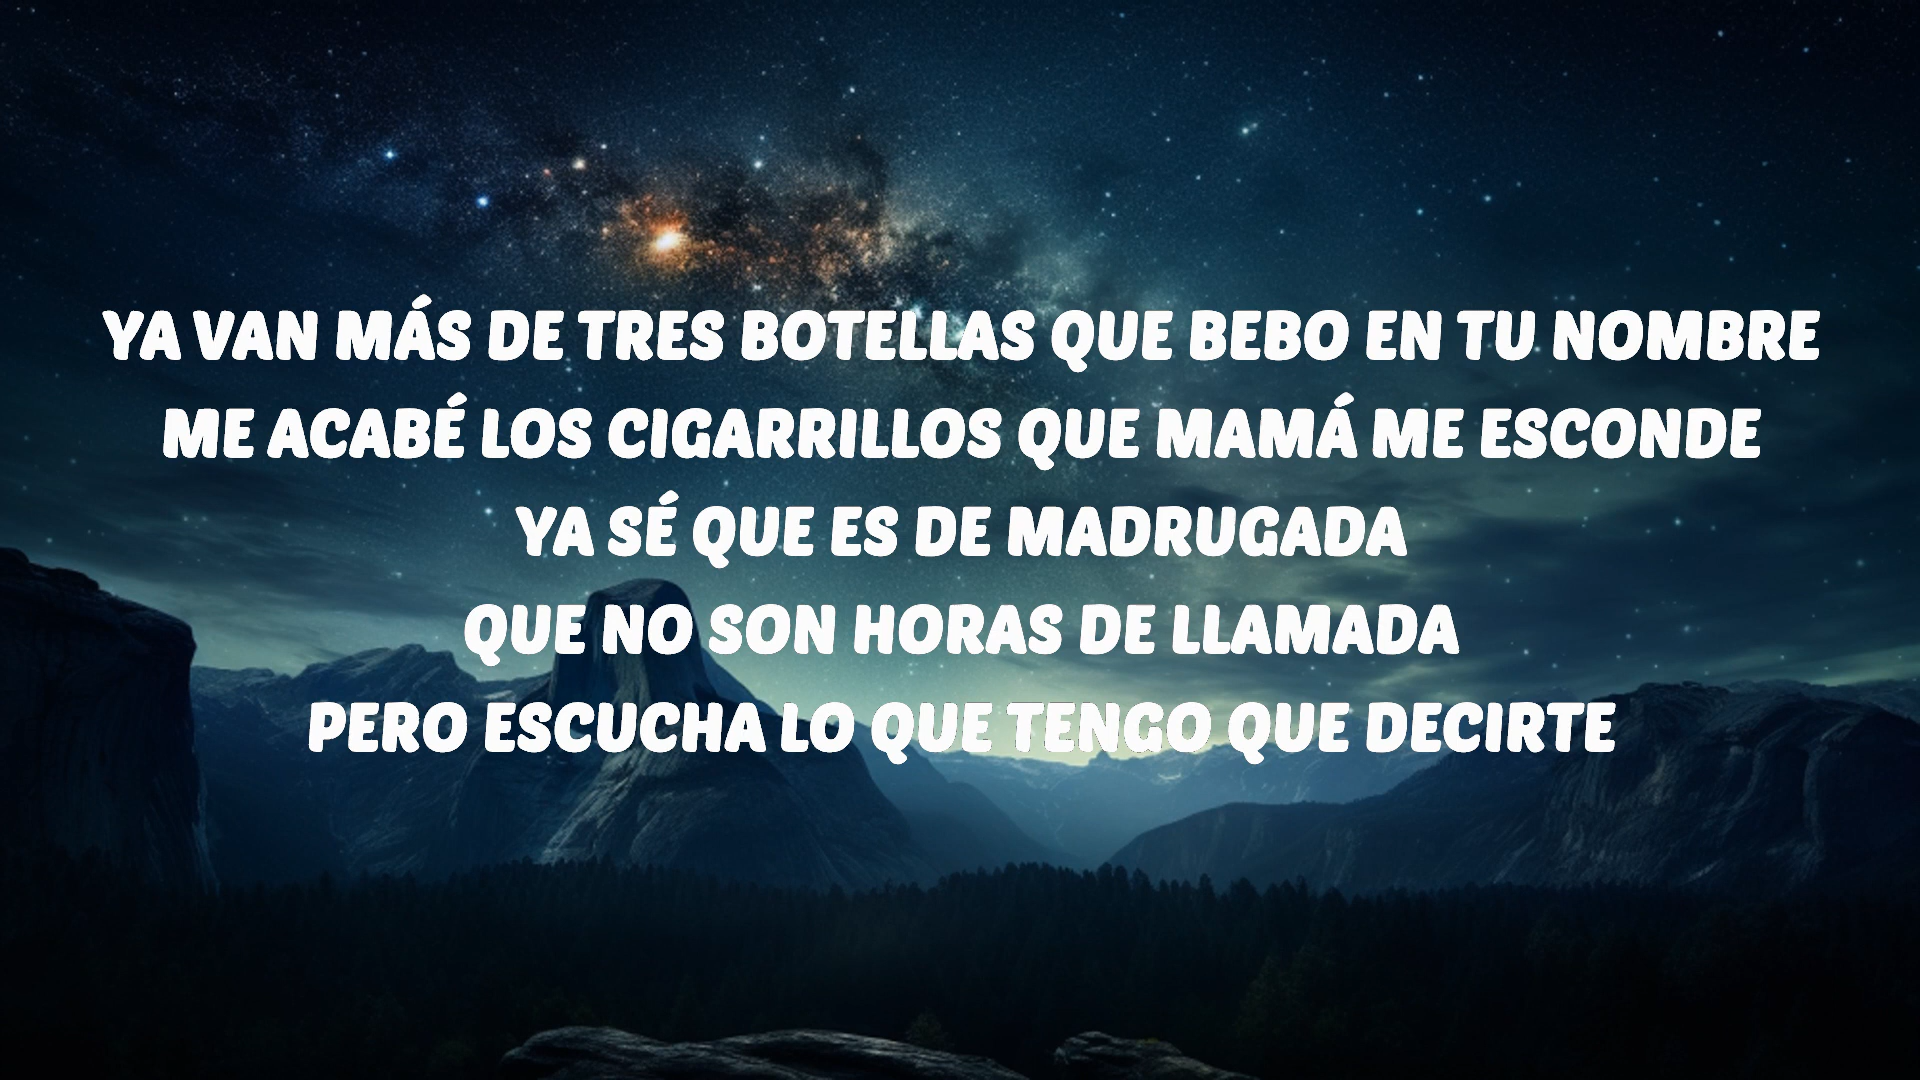 YA VAN MÁS DE TRES BOTELLAS QUE BEBO EN TU NOMBRE
ME ACABÉ LOS CIGARRILLOS QUE MAMÁ ME ESCONDE
YA SÉ QUE ES DE MADRUGADA
QUE NO SON HORAS DE LLAMADA
PERO ESCUCHA LO QUE TENGO QUE DECIRTE